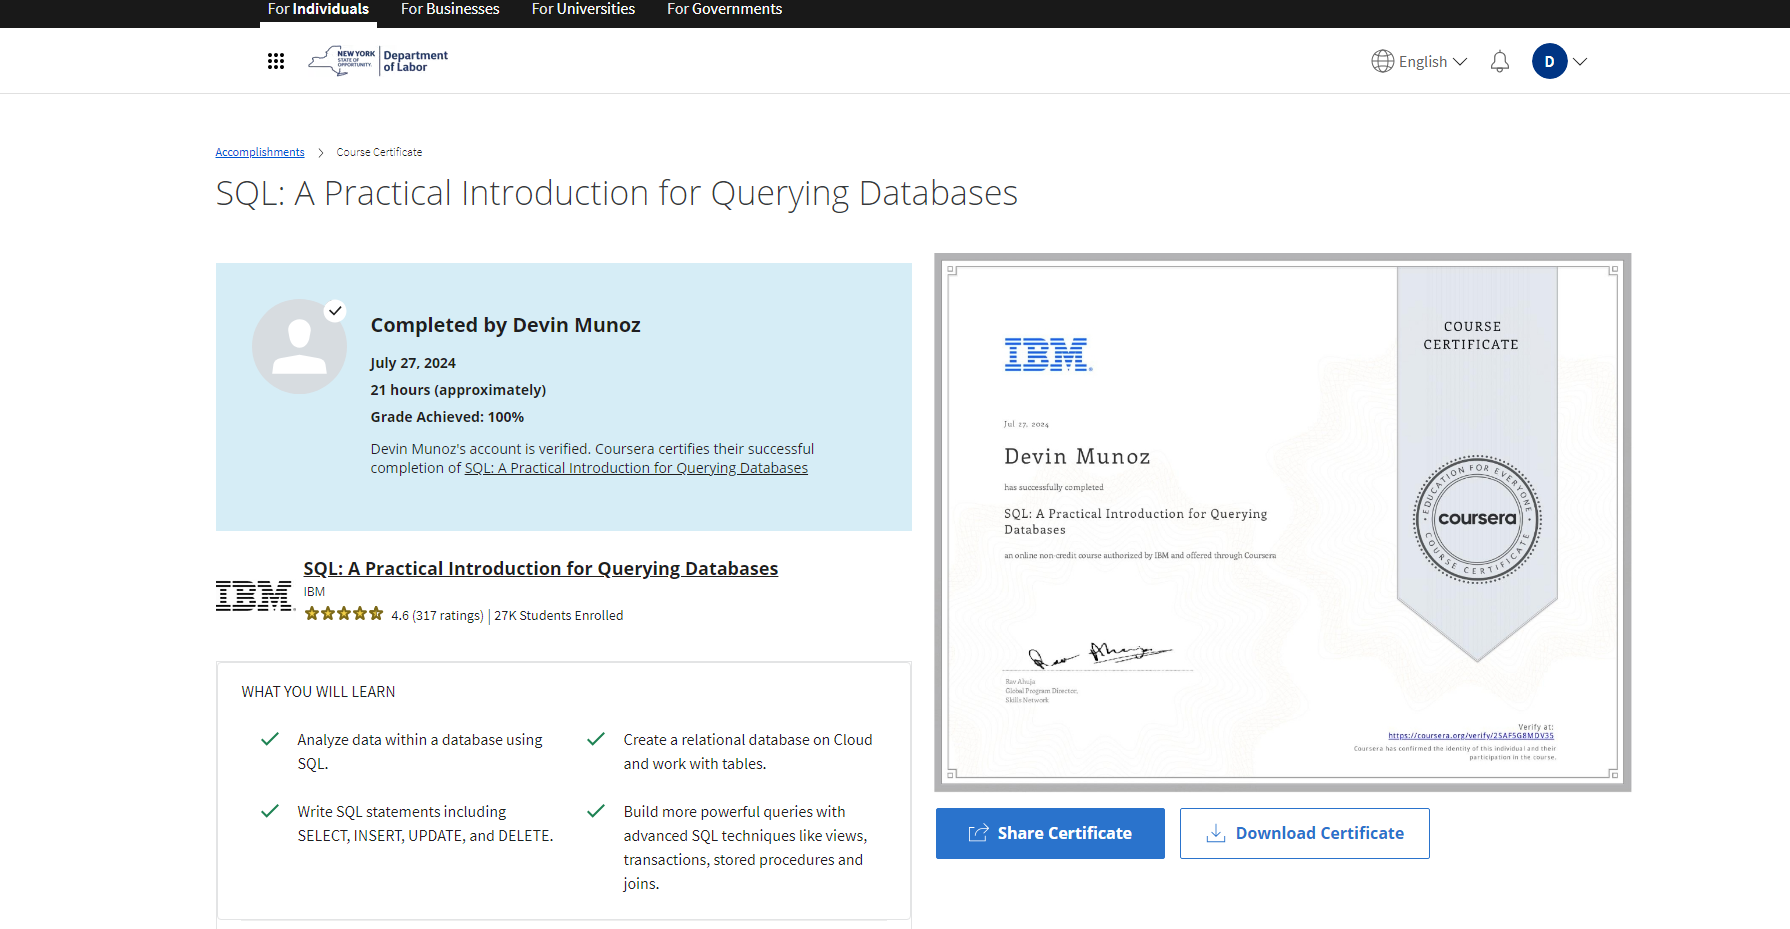 For Individuals For Businesses For Universities For Governments
NEW YORK
STATE OF
OPPORTUNITY.
Department
of Labor
English
D
Accomplishments
Course Certificate
SQL: A Practical Introduction for Querying Databases
Completed by Devin Munoz
July 27, 2024
21 hours (approximately)
Grade Achieved: 100%
Devin Munoz's account is verified. Coursera certifies their successful
completion of SQL: A Practical Introduction for Querying Databases
IBM
SQL: A Practical Introduction for Querying Databases
IBM
4.6 (317 ratings) | 27K Students Enrolled
WHAT YOU WILL LEARN
Analyze data within a database using
SQL.
Create a relational database on Cloud
and work with tables.
Write SQL statements including
SELECT, INSERT, UPDATE, and DELETE.
Build more powerful queries with
advanced SQL techniques like views,
transactions, stored procedures and
joins.
IBM
Jul 27, 2024
Devin Munoz
has successfully completed
SQL: A Practical Introduction for Querying
Databases
an online non-credit course authorized by IBM and offered through Coursera
Rav Ahuja
Rav Ahuja
Global Program Director,
Skills Network
COURSE
CERTIFICATE
EDUCATION FOR EVERYONE
coursera
COURSE CERTIFICATE
Verify at:
https://coursera.org/verify/2SAF5G8MDV35
Coursera has confirmed the identity of this individual and their
participation in the course.
Share Certificate
Download Certificate